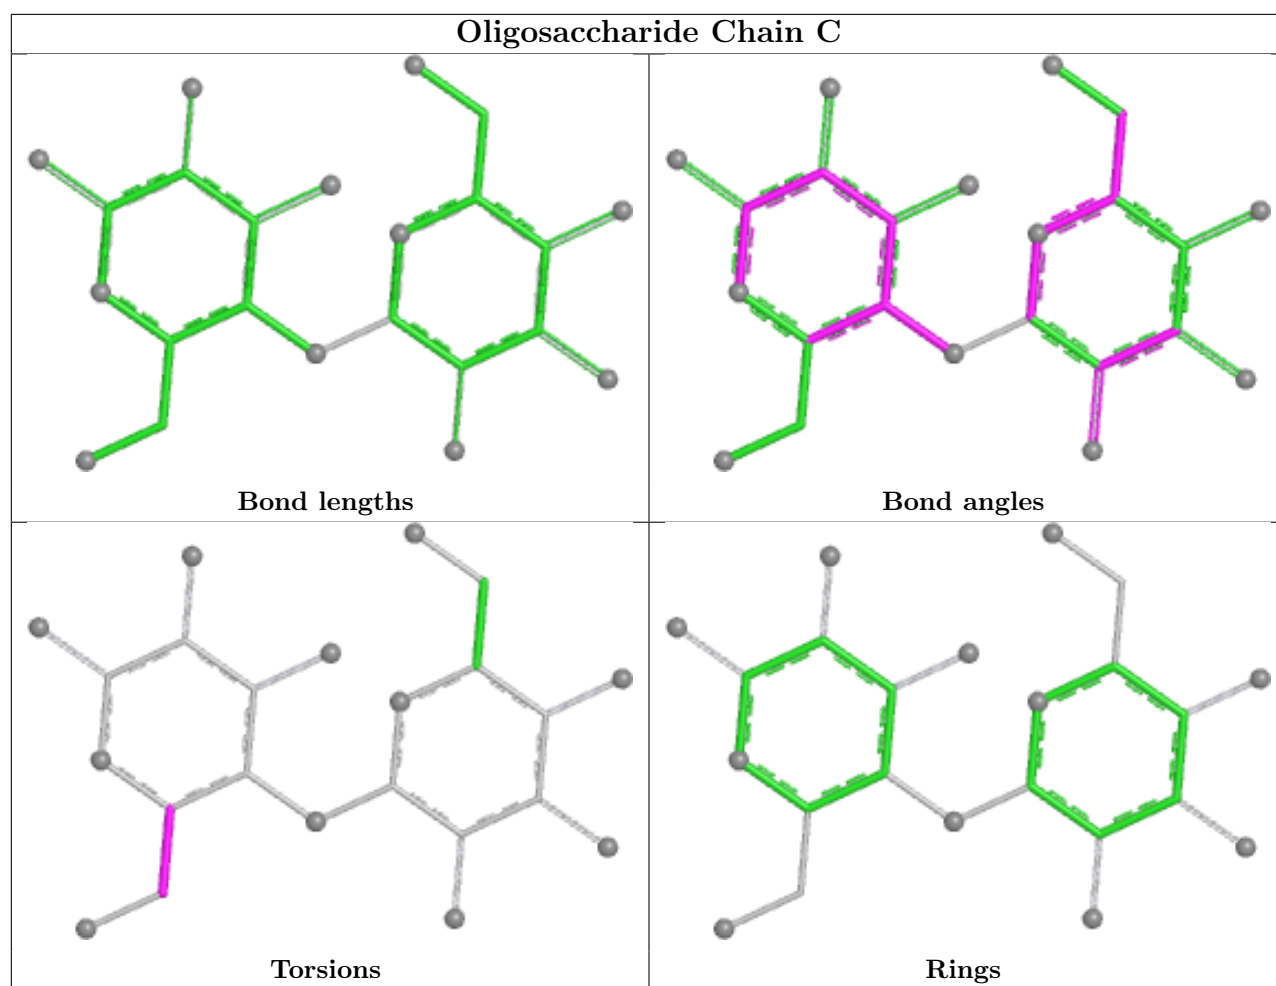 Oligosaccharide Chain C
Bond lengths
Bond angles
Torsions
Rings